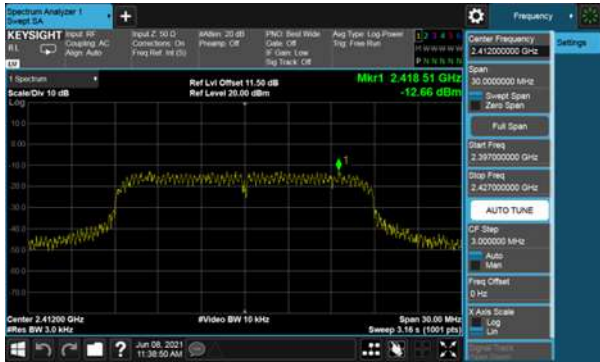 Spectrum Analyzer 1
Swept SA
+
Frequency
KEYSIGHT
Input: RF
Coupling: AC
Align: Auto
Input Z: 50 Ω
Corrections: On
Freq Ref: Int (S)
#Atten: 20 dB
Preamp: Off
PNO: Best Wide
Gate: Off
IF Gain: Low
Sig Track: Off
Avg Type: Log-Power
Trig: Free Run
1 2 3 4 5 6
M W W W W W
P N N N N N
1 Spectrum
Scale/Div 10 dB
Ref Lvl Offset 11.50 dB
Ref Level 20.00 dBm
Mkr1 2.418 51 GHz
-12.66 dBm
Log
10.0
0.00
-10.0
-20.0
-30.0
-40.0
-50.0
-60.0
-70.0
1
Center 2.41200 GHz
#Res BW 3.0 kHz
#Video BW 10 kHz
Span 30.00 MHz
Sweep 3.16 s (1001 pts)
Jun 08, 2021
11:38:50 AM
Center Frequency
2.412000000 GHz
Settings
Span
30.0000000 MHz
Swept Span
Zero Span
Full Span
Start Freq
2.397000000 GHz
Stop Freq
2.427000000 GHz
AUTO TUNE
CF Step
3.000000 MHz
Auto
Man
Freq Offset
0 Hz
X Axis Scale
Log
Lin
Signal Track